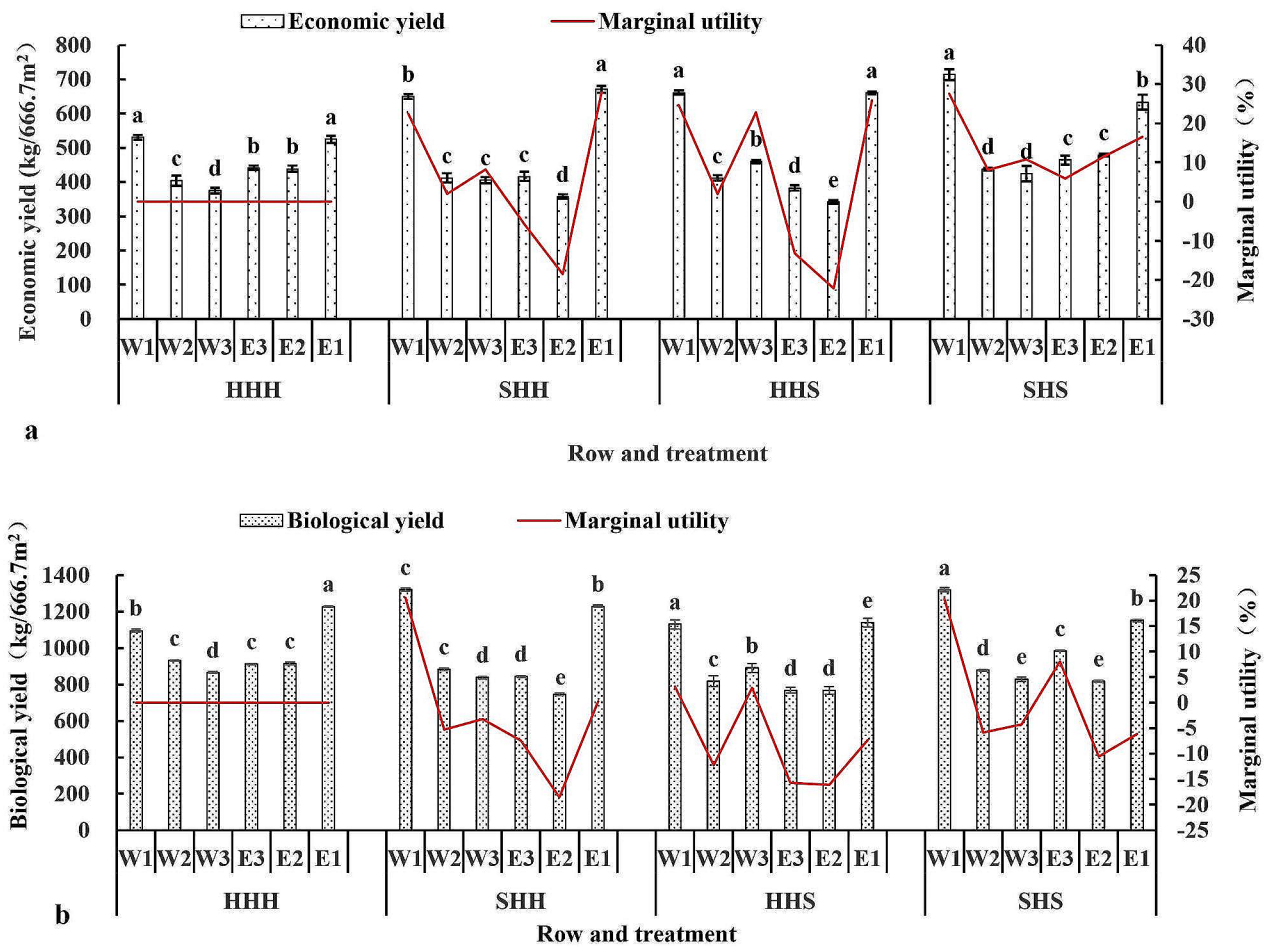 Economic yield Marginal utility
Economic yield (kg/666.7m²)
800
700
600
500
400
300
200
100
0
a c d b b a
b c c c d a
a c b d e a
a d d c c b
40
30
20
10
0
-10
-20
-30
Marginal utility（%）
W1 W2 W3 E3 E2 E1 W1 W2 W3 E3 E2 E1 W1 W2 W3 E3 E2 E1 W1 W2 W3 E3 E2 E1
HHH SHH HHS SHS
a
Row and treatment
Biological yield Marginal utility
Biological yield（kg/666.7m²）
1400
1200
1000
800
600
400
200
0
b c d c c a
c c d d e b
a c b d d e
a d e c e b
25
20
15
10
5
0
-5
-10
-15
-20
-25
Marginal utility（%）
W1 W2 W3 E3 E2 E1 W1 W2 W3 E3 E2 E1 W1 W2 W3 E3 E2 E1 W1 W2 W3 E3 E2 E1
HHH SHH HHS SHS
b
Row and treatment